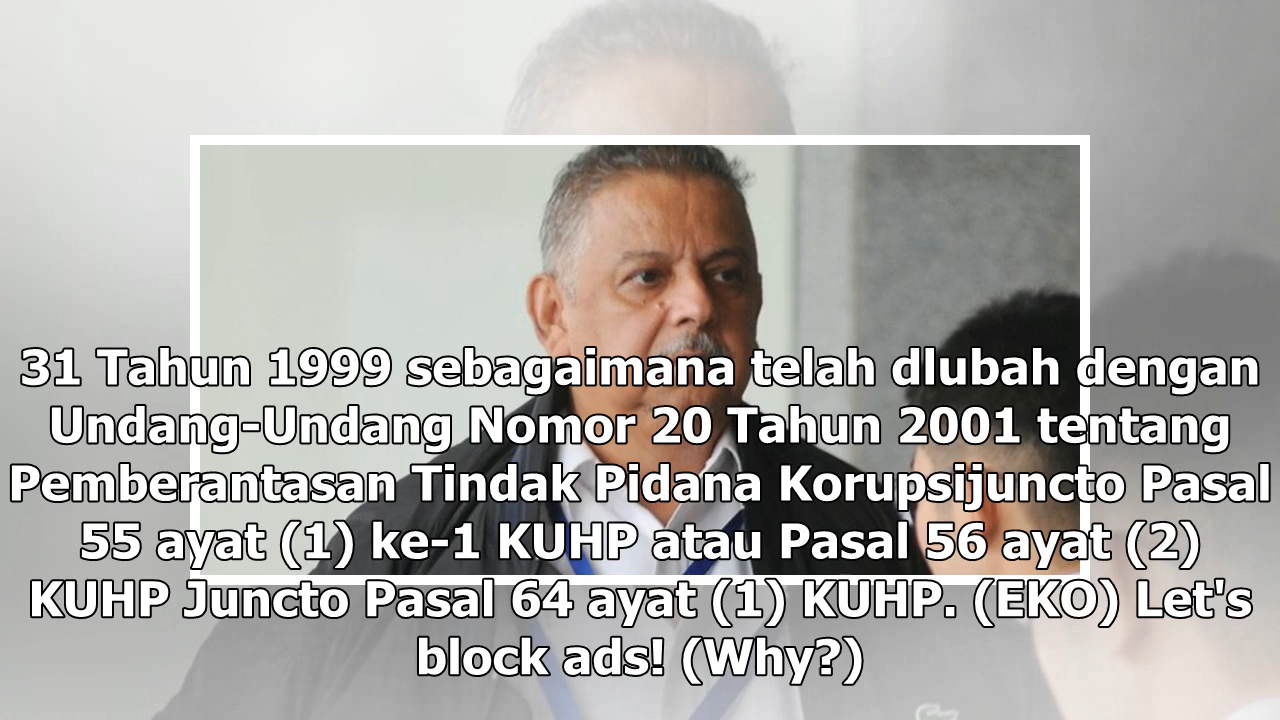 31 Tahun 1999 sebagaimana telah dlubah dengan
Undang-Undang Nomor 20 Tahun 2001 tentang
Pemberantasan Tindak Pidana Korupsijuncto Pasal
55 ayat (1) ke-1 KUHP atau Pasal 56 ayat (2)
KUHP Juncto Pasal 64 ayat (1) KUHP. (EKO) Let's
block ads! (Why?)